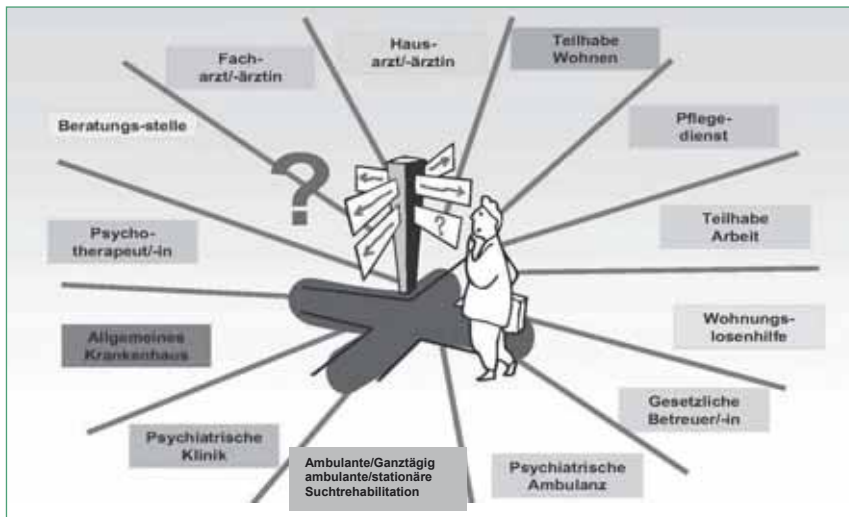 Haus-
arzt/-ärztin
Teilhabe
Wohnen
Fach-
arzt/-ärztin
Pflege-
dienst
Beratungs-stelle
?
?
Teilhabe
Arbeit
Psycho-
therapeut/-in
Wohnungs-
losenhilfe
Allgemeines
Krankenhaus
Gesetzliche
Betreuer/-in
Psychiatrische
Klinik
Ambulante/Ganztägig
ambulante/stationäre
Suchtrehabilitation
Psychiatrische
Ambulanz